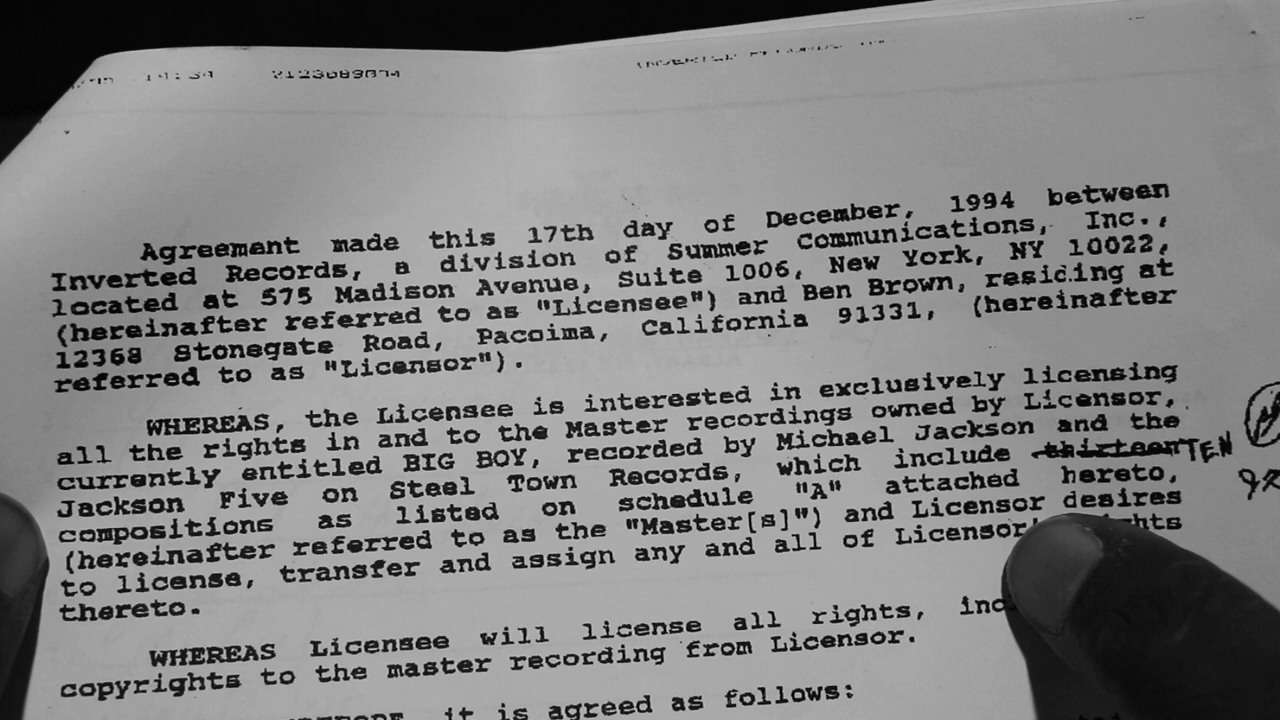 14:34 2123689874
Agreement made this 17th day of December, 1994 between
Inverted Records, a division of Summer Communications, Inc.,
located at 575 Madison Avenue, Suite 1006, New York, NY 10022,
(hereinafter referred to as "Licensee") and Ben Brown, residing at
12368 Stonegate Road, Pacoima, California 91331, (hereinafter
referred to as "Licensor").
WHEREAS, the Licensee is interested in exclusively licensing
all the rights in and to the Master recordings owned by Licensor,
currently entitled BIG BOY, recorded by Michael Jackson and the
Jackson Five on Steel Town Records, which include thirteen TEN
compositions as listed on schedule "A" attached hereto,
(hereinafter referred to as the "Master[s]") and Licensor desires
to license, transfer and assign any and all of Licensor's
thereto.
WHEREAS Licensee will license all rights,
copyrights to the master recording from Licensor.
it is agreed as follows: